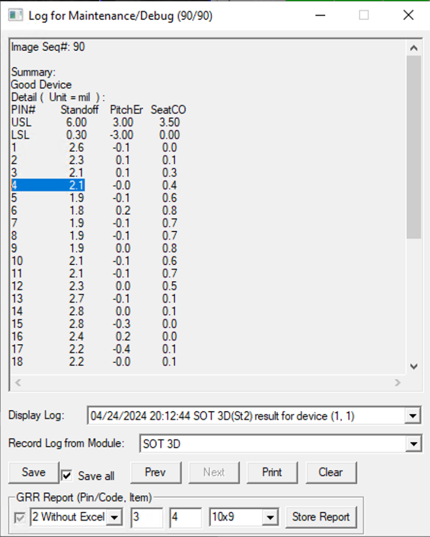 Log for Maintenance/Debug (90/90)
Image Seq#: 90
Summary:
Good Device
Detail ( Unit = mil ) :
PIN# Standoff PitchEr SeatCO
USL 6.00 3.00 3.50
LSL 0.30 -3.00 0.00
1 2.6 -0.1 0.0
2 2.3 0.1 0.1
3 2.1 0.1 0.3
4 2.1 -0.0 0.4
5 1.9 -0.1 0.6
6 1.8 0.2 0.8
7 1.9 -0.1 0.7
8 1.9 -0.1 0.7
9 1.9 0.0 0.8
10 2.1 -0.1 0.6
11 2.1 -0.1 0.7
12 2.3 0.0 0.5
13 2.7 -0.1 0.1
14 2.8 0.0 0.1
15 2.8 -0.3 0.0
16 2.4 0.2 0.0
17 2.2 -0.4 0.1
18 2.2 -0.0 0.1
Display Log: 04/24/2024 20:12:44 SOT 3D(St2) result for device (1, 1)
Record Log from Module: SOT 3D
Save Save all Prev Next Print Clear
GRR Report (Pin/Code, Item)
2 Without Excel 3 4 10x9 Store Report